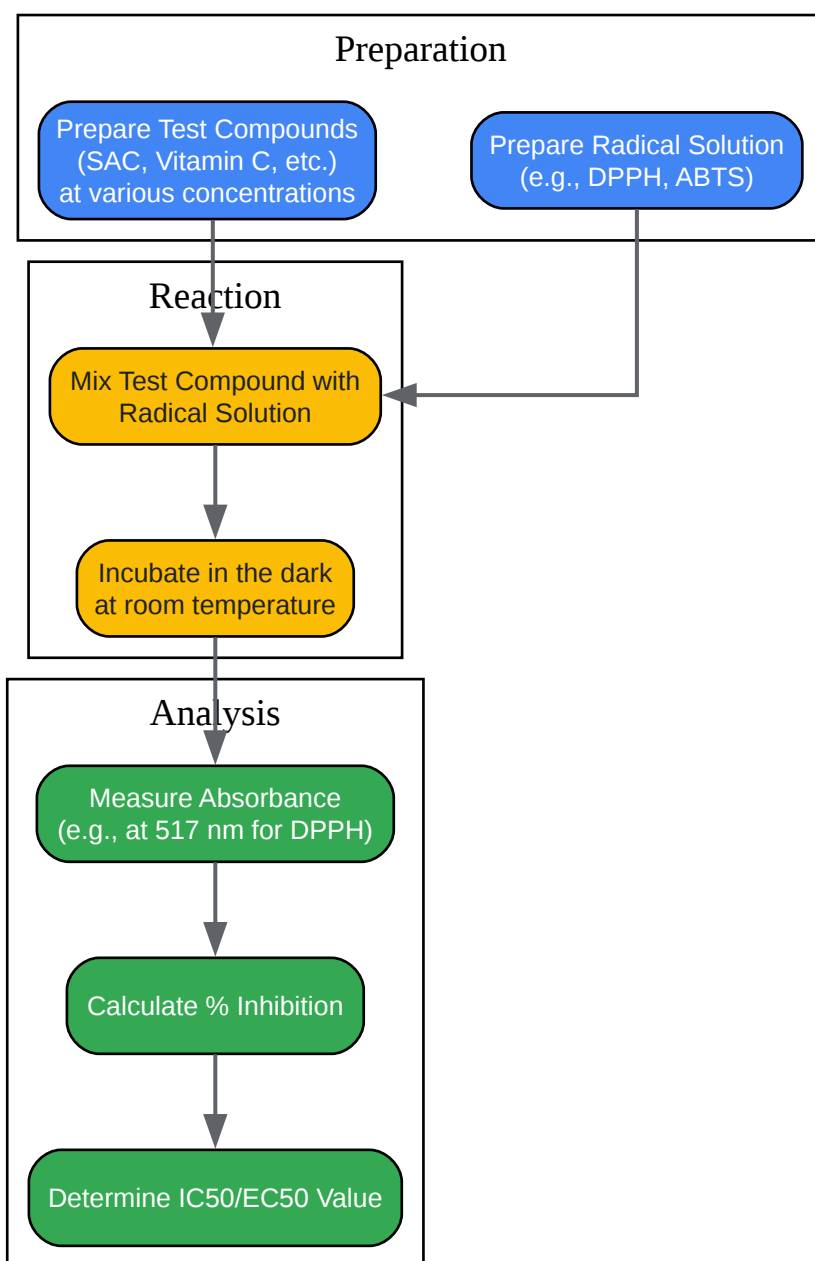 Preparation
Prepare Test Compounds
(SAC, Vitamin C, etc.)
at various concentrations
Prepare Radical Solution
(e.g., DPPH, ABTS)
Reaction
Mix Test Compound with
Radical Solution
Incubate in the dark
at room temperature
Analysis
Measure Absorbance
(e.g., at 517 nm for DPPH)
Calculate % Inhibition
Determine IC50/EC50 Value